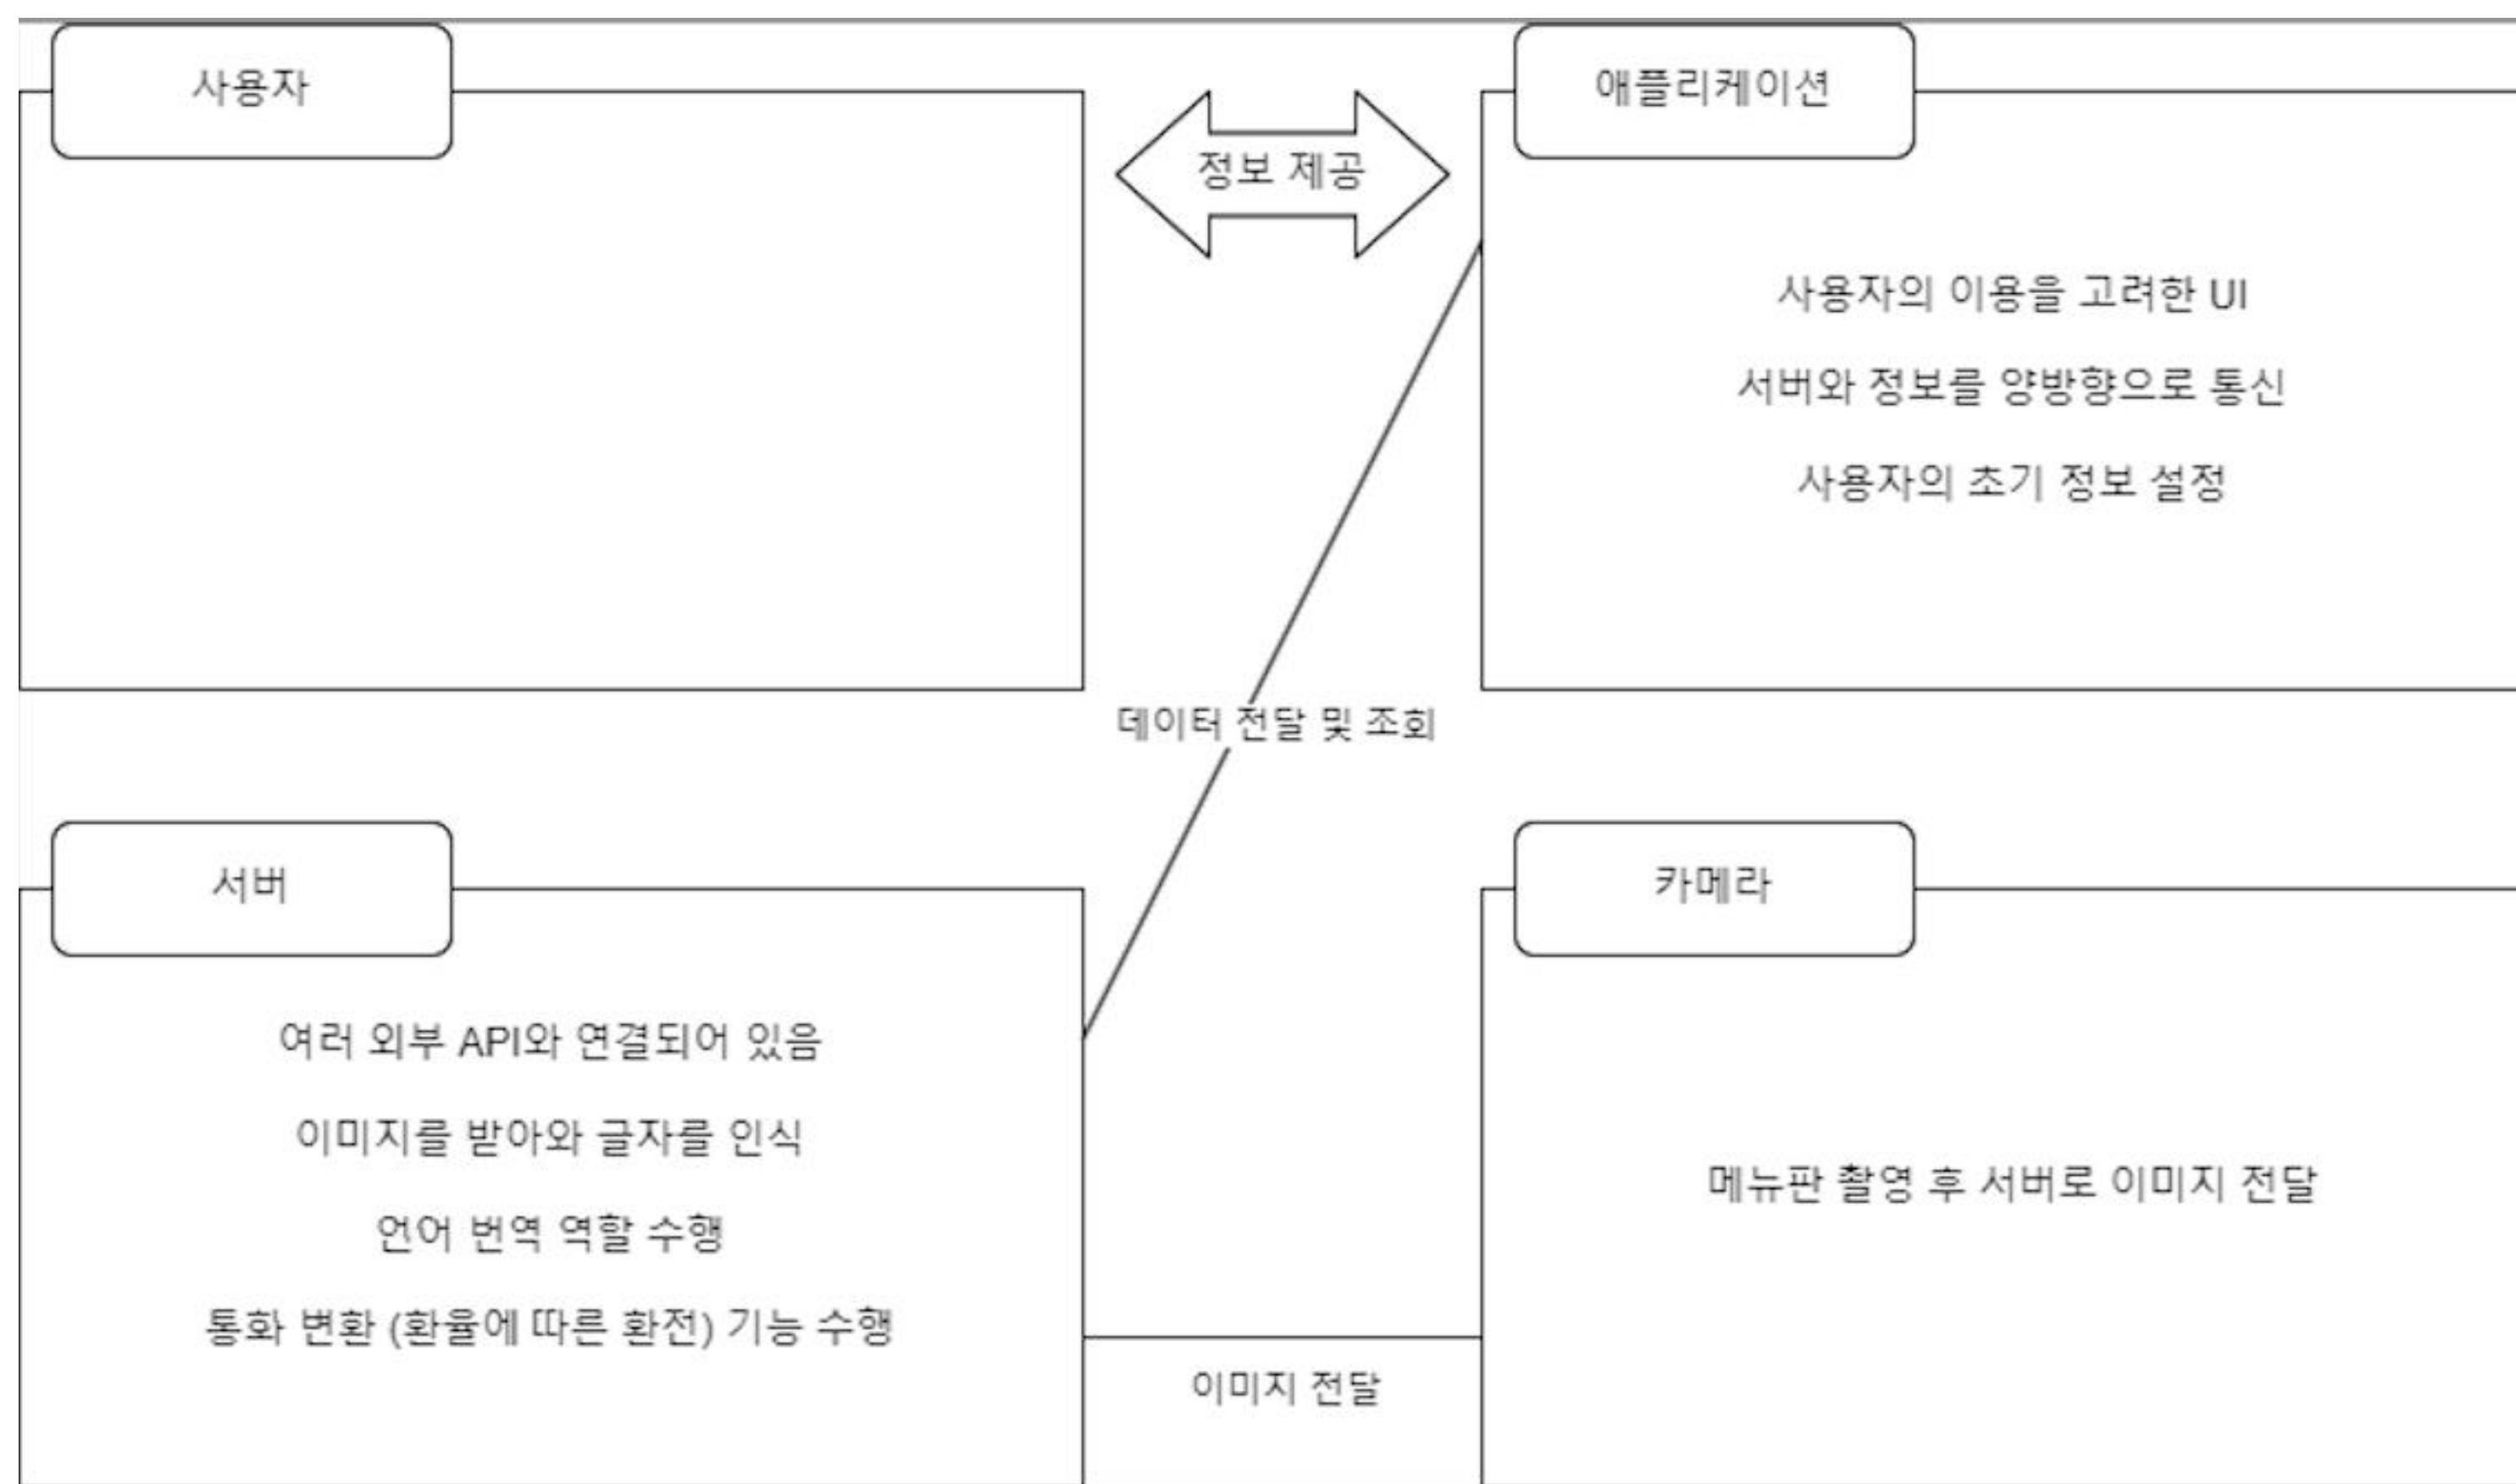 사용자
정보 제공
애플리케이션
사용자의 이용을 고려한 UI
서버와 정보를 양방향으로 통신
사용자의 초기 정보 설정
데이터 전달 및 조회
서버
여러 외부 API와 연결되어 있음
이미지를 받아와 글자를 인식
언어 번역 역할 수행
통화 변환 (환율에 따른 환전) 기능 수행
이미지 전달
카메라
메뉴판 촬영 후 서버로 이미지 전달